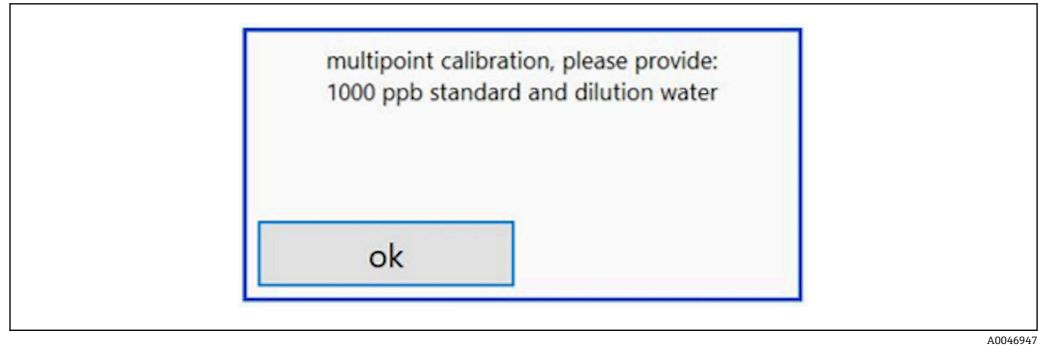 multipoint calibration, please provide:
1000 ppb standard and dilution water
ok
A0046947